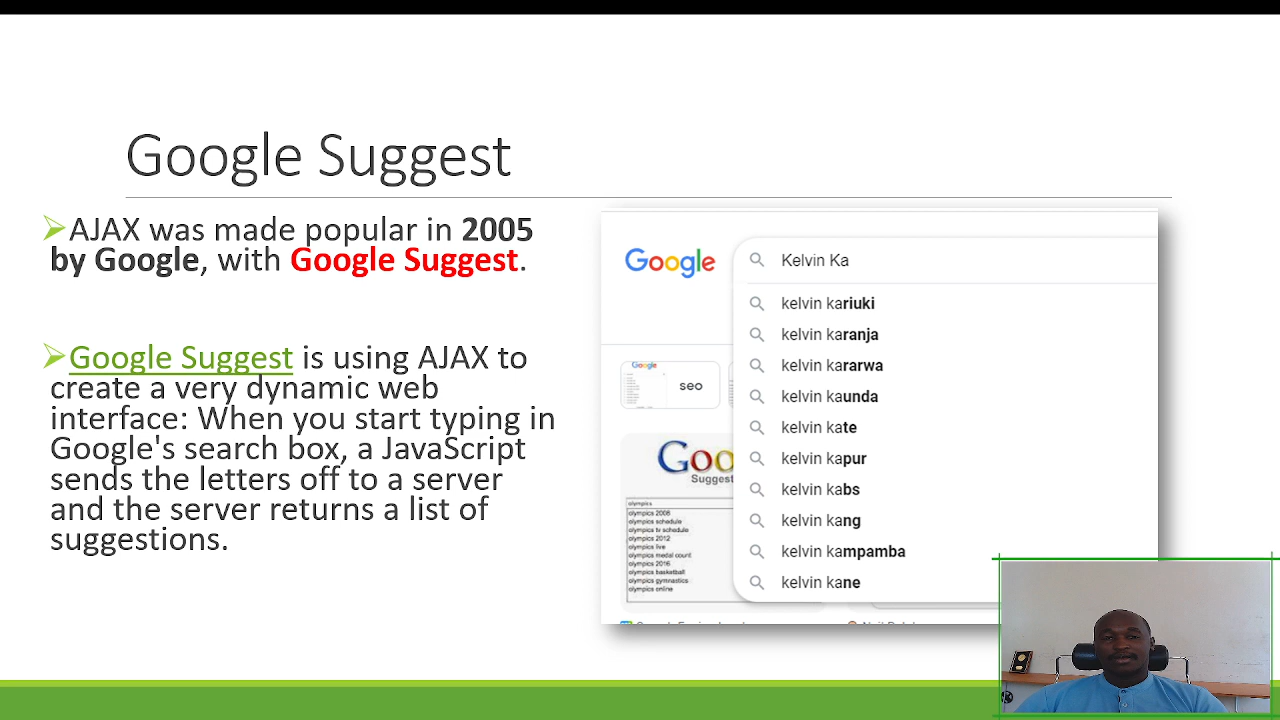 Google Suggest
➢AJAX was made popular in 2005
by Google, with Google Suggest.
➢Google Suggest is using AJAX to
create a very dynamic web
interface: When you start typing in
Google's search box, a JavaScript
sends the letters off to a server
and the server returns a list of
suggestions.
Google
Kelvin Ka
kelvin kariuki
kelvin karanja
kelvin kararwa
kelvin kaunda
kelvin kate
kelvin kapur
kelvin kabs
kelvin kang
kelvin kampamba
kelvin kane
Google
seo
Suggest
olympics
olympics 2008
olympics schedule
olympics tv schedule
olympics 2012
olympics live
olympics medal count
olympics 2016
olympics basketball
olympics gymnastics
olympics online